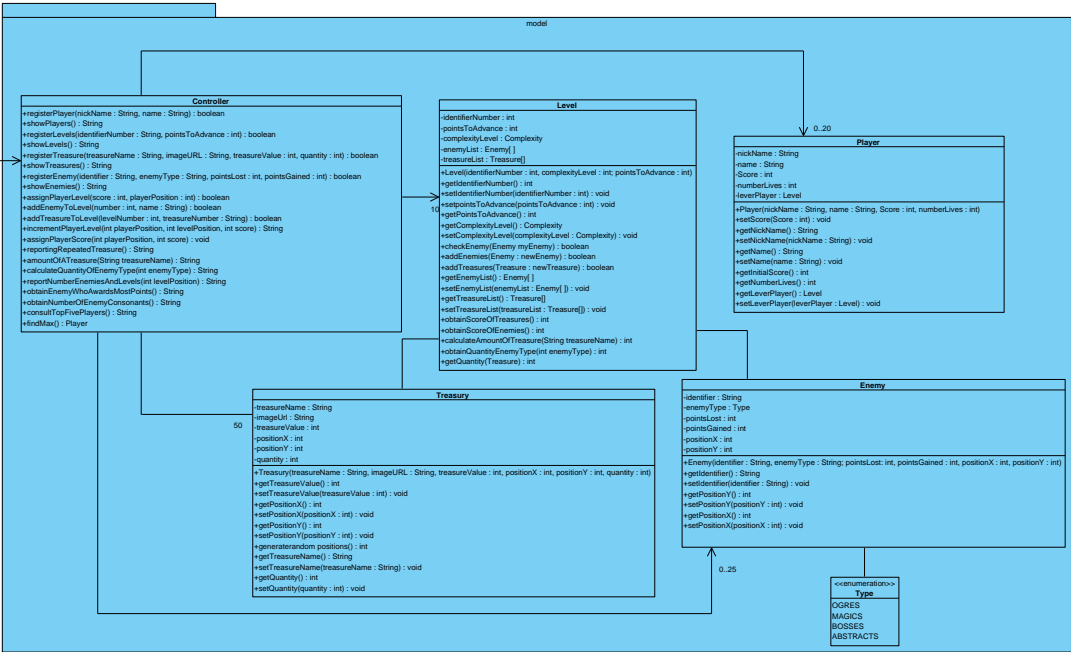 model
Controller
+registerPlayer(nickName : String, name : String) : boolean
+showPlayers() : String
+registerLevels(identifierNumber : String, pointsToAdvance : int) : boolean
+showLevels() : String
+registerTreasure(treasureName : String, imageURL : String, treasureValue : int, quantity : int) : boolean
+showTreasures() : String
+registerEnemy(identifier : String, enemyType : String, pointsLost : int, pointsGained : int) : boolean
+showEnemies() : String
+assignPlayerLevel(score : int, playerPosition : int) : boolean
+addEnemyToLevel(number : int, name : String) : boolean
+addTreasureToLevel(levelNumber : int, treasureNumber : String) : boolean
+incrementPlayerLevel(int playerPosition, int levelPosition, int score) : String
+assignPlayerScore(int playerPosition, int score) : void
+reportingRepeatedTreasure() : String
+amountOfATreasure(String treasureName) : String
+calculateQuantityOfEnemyType(int enemyType) : String
+reportNumberEnemiesAndLevels(int levelPosition) : String
+obtainEnemyWhoAwardsMostPoints() : String
+obtainNumberOfEnemyConsonants() : String
+consultTopFivePlayers() : String
+findMax() : Player
10
Level
-identifierNumber : int
-pointsToAdvance : int
-complexityLevel : Complexity
-enemyList : Enemy[ ]
-treasureList : Treasure[]
+Level(identifierNumber : int, complexityLevel : int; pointsToAdvance : int)
+getIdentifierNumber() : int
+setIdentifierNumber(identifierNumber : int) : void
+setpointsToAdvance(pointsToAdvance : int) : void
+getPointsToAdvance() : int
+getComplexityLevel() : Complexity
+setComplexityLevel(complexityLevel : Complexity) : void
+checkEnemy(Enemy myEnemy) : boolean
+addEnemies(Enemy : newEnemy) : boolean
+addTreasures(Treasure : newTreasure) : boolean
+getEnemyList() : Enemy[ ]
+setEnemyList(enemyList : Enemy[ ]) : void
+getTreasureList() : Treasure[]
+setTreasureList(treasureList : Treasure[]) : void
+obtainScoreOfTreasures() : int
+obtainScoreOfEnemies() : int
+calculateAmountOfTreasure(String treasureName) : int
+obtainQuantityEnemyType(int enemyType) : int
+getQuantity(Treasure) : int
0..20
Player
-nickName : String
-name : String
-Score : int
-numberLives : int
-leverPlayer : Level
+Player(nickName : String, name : String, Score : int, numberLives : int)
+setScore(Score : int) : void
+getNickName() : String
+setNickName(nickName : String) : void
+getName() : String
+setName(name : String) : void
+getInitialScore() : int
+getNumberLives() : int
+getLeverPlayer() : Level
+setLeverPlayer(leverPlayer : Level) : void
50
Treasury
-treasureName : String
-imageUrl : String
-treasureValue : int
-positionX : int
-positionY : int
-quantity : int
+Treasury(treasureName : String, imageURL : String, treasureValue : int, positionX : int, positionY : int, quantity : int)
+getTreasureValue() : int
+setTreasureValue(treasureValue : int) : void
+getPositionX() : int
+setPositionX(positionX : int) : void
+getPositionY() : int
+setPositionY(positionY : int) : void
+generaterandom positions() : int
+getTreasureName() : String
+setTreasureName(treasureName : String) : void
+getQuantity() : int
+setQuantity(quantity : int) : void
Enemy
-identifier : String
-enemyType : Type
-pointsLost : int
-pointsGained : int
-positionX : int
-positionY : int
+Enemy(identifier : String, enemyType : String; pointsLost: int, pointsGained : int, positionX : int, positionY : int)
+getIdentifier() : String
+setIdentifier(identifier : String) : void
+getPositionY() : int
+setPositionY(positionY : int) : void
+getPositionX() : int
+setPositionX(positionX : int) : void
0..25
<<enumeration>>
Type
OGRES
MAGICS
BOSSES
ABSTRACTS